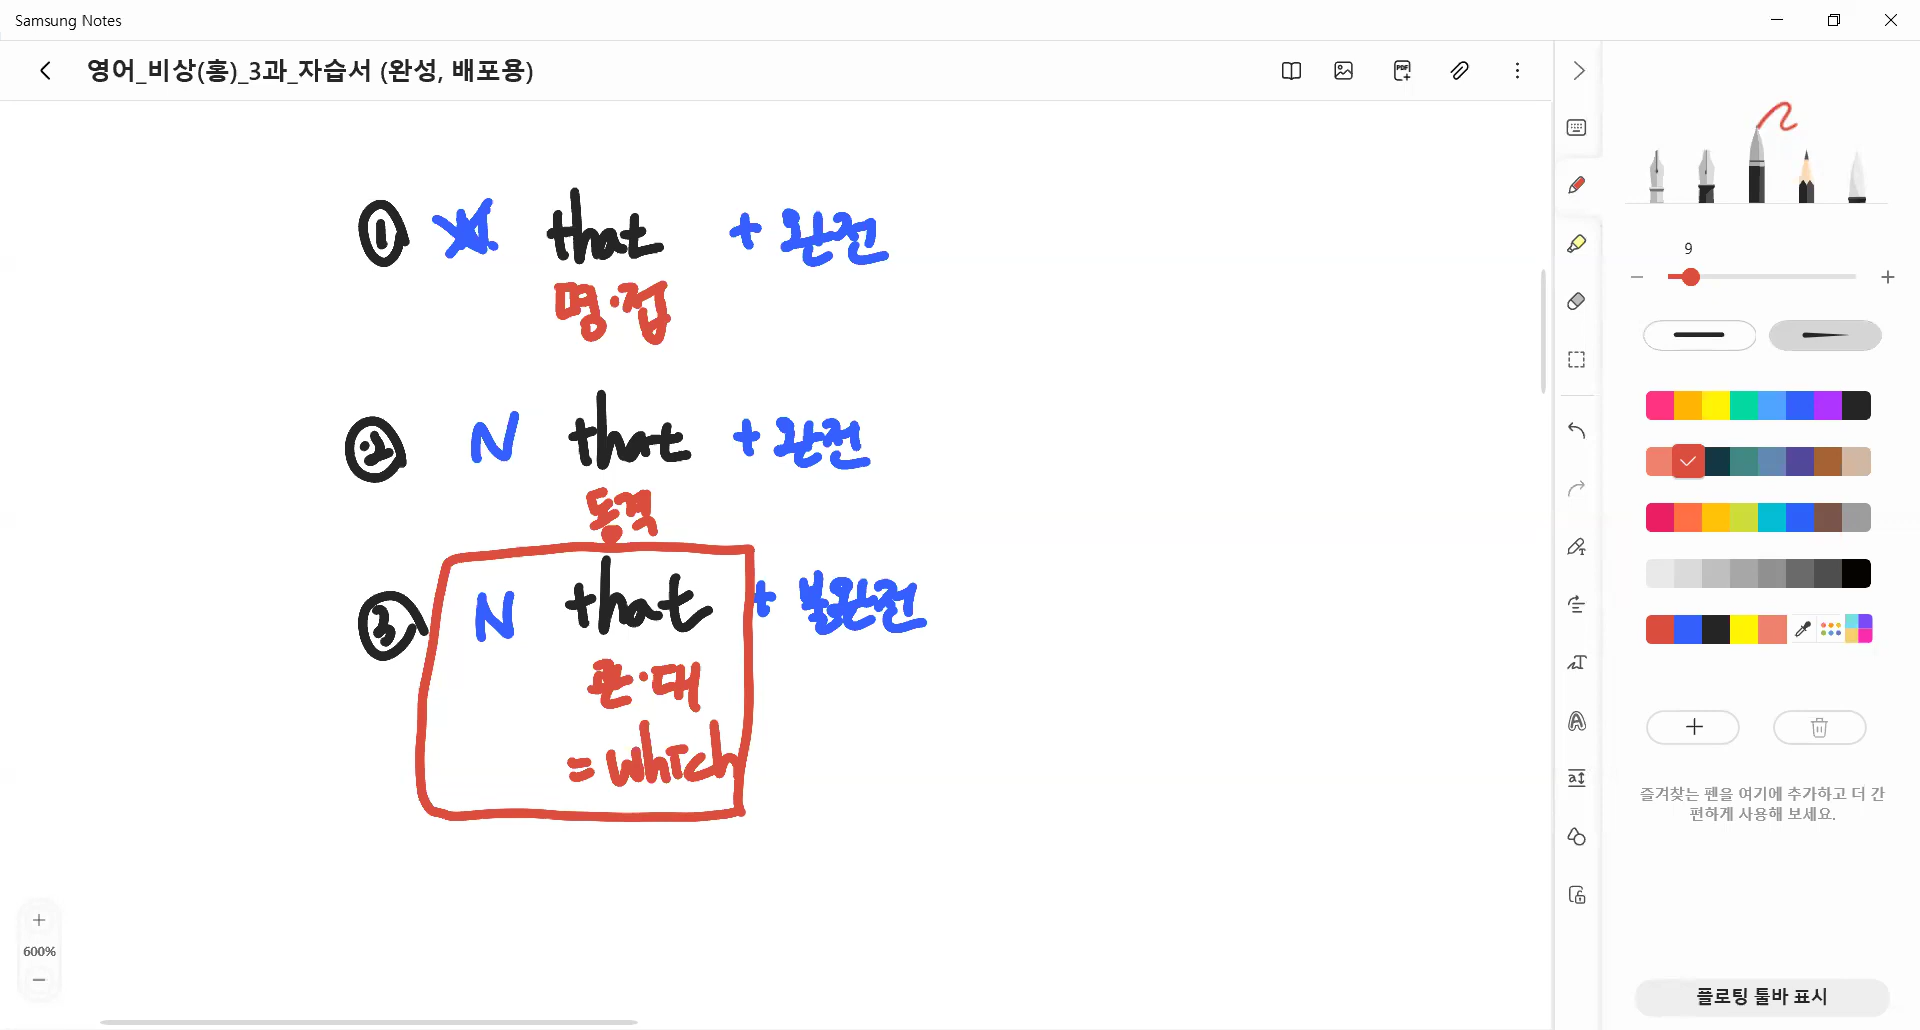 Samsung Notes
영어_비상(홍)_3과_자습서 (완성, 배포용)
① N that + 완전
명·접
② N that + 완전
동격
③ N that + 불완전
관·대
= which
9
즐겨찾는 펜을 여기에 추가하고 더 간
편하게 사용해 보세요.
600%
플로팅 툴바 표시